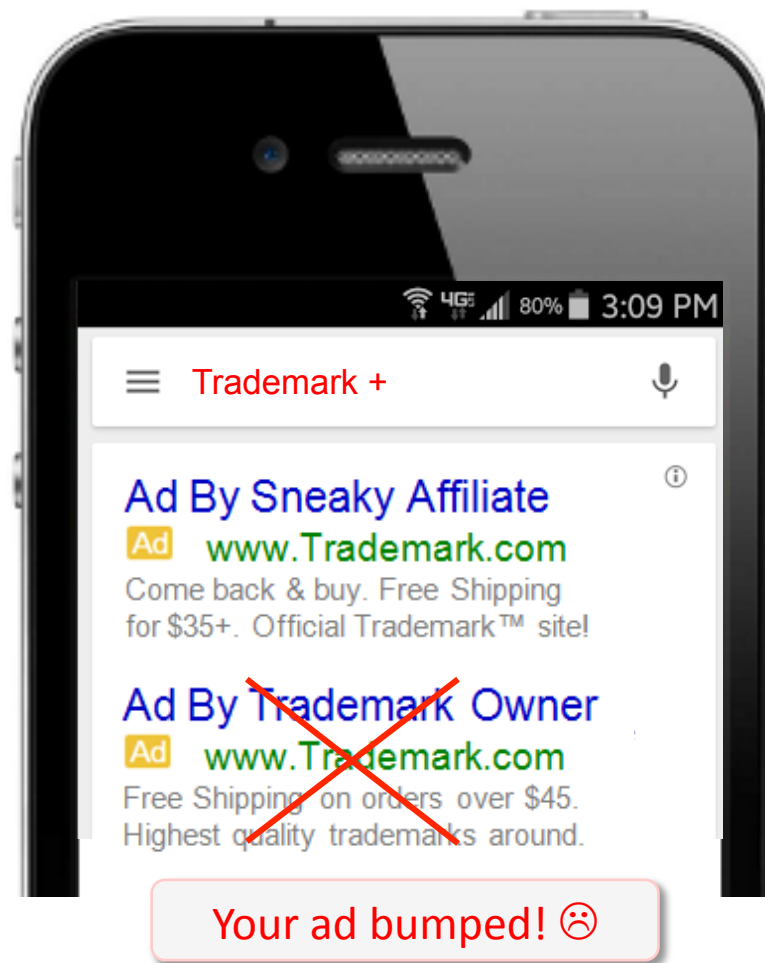 4G 80% 3:09 PM
Trademark +
Ad By Sneaky Affiliate
Ad www.Trademark.com
Come back & buy. Free Shipping
for $35+. Official Trademark™ site!
Ad By Trademark Owner
Ad www.Trademark.com
Free Shipping on orders over $45.
Highest quality trademarks around.
Your ad bumped! ☹